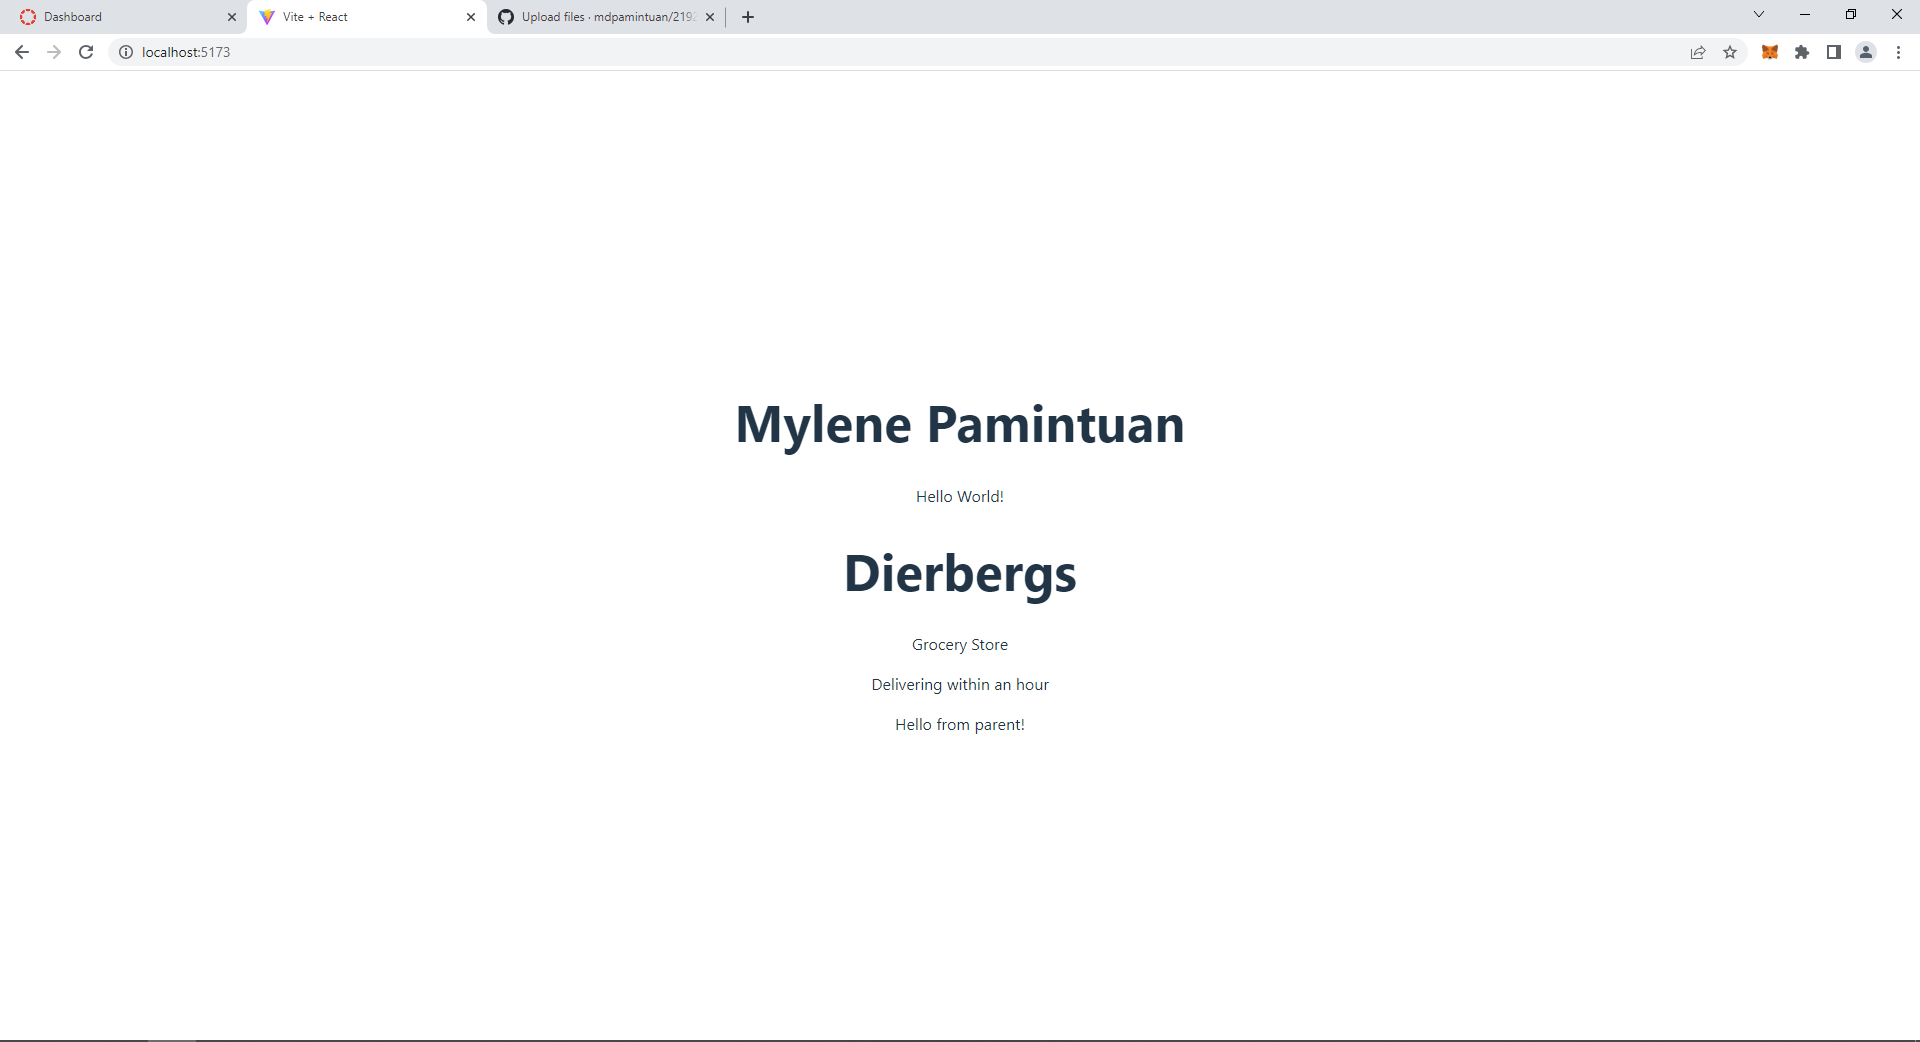 Dashboard
Vite + React
Upload files · mdpamintuan/219
localhost:5173
Mylene Pamintuan
Hello World!
Dierbergs
Grocery Store
Delivering within an hour
Hello from parent!